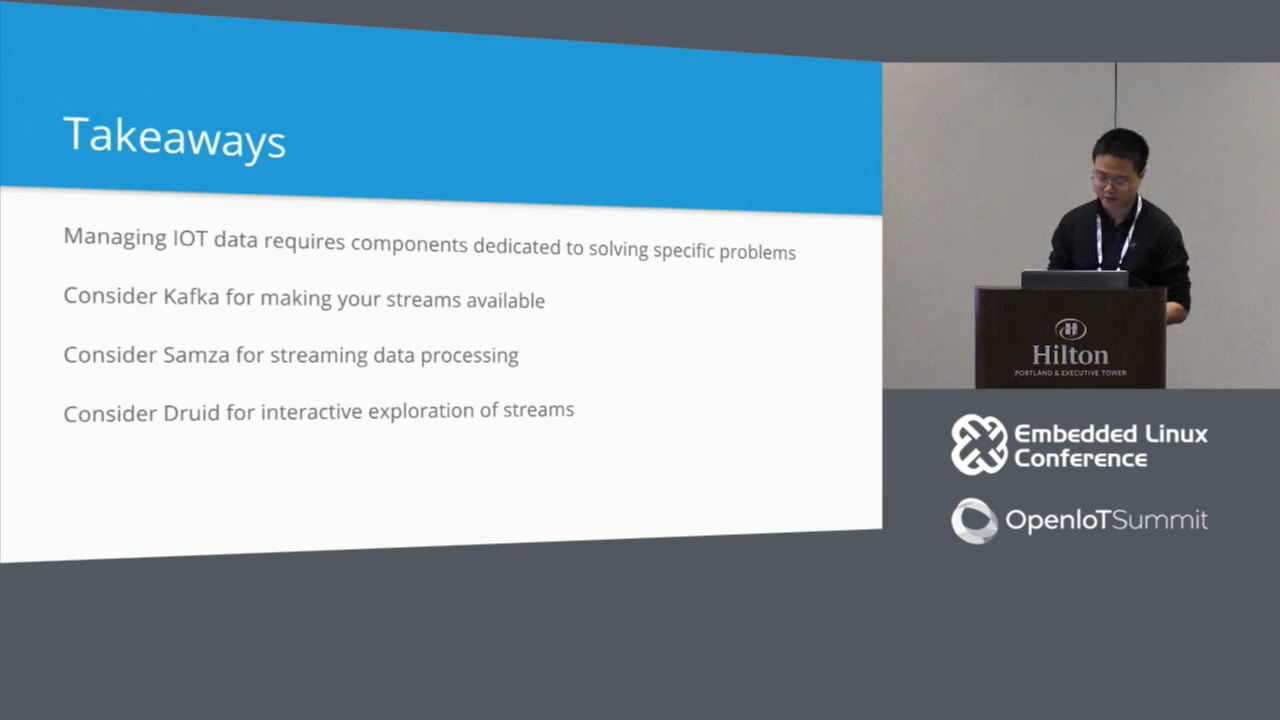 Takeaways
Managing IOT data requires components dedicated to solving specific problems
Consider Kafka for making your streams available
Consider Samza for streaming data processing
Consider Druid for interactive exploration of streams
Hilton
PORTLAND & EXECUTIVE TOWER
Embedded Linux
Conference
OpenIoTSummit